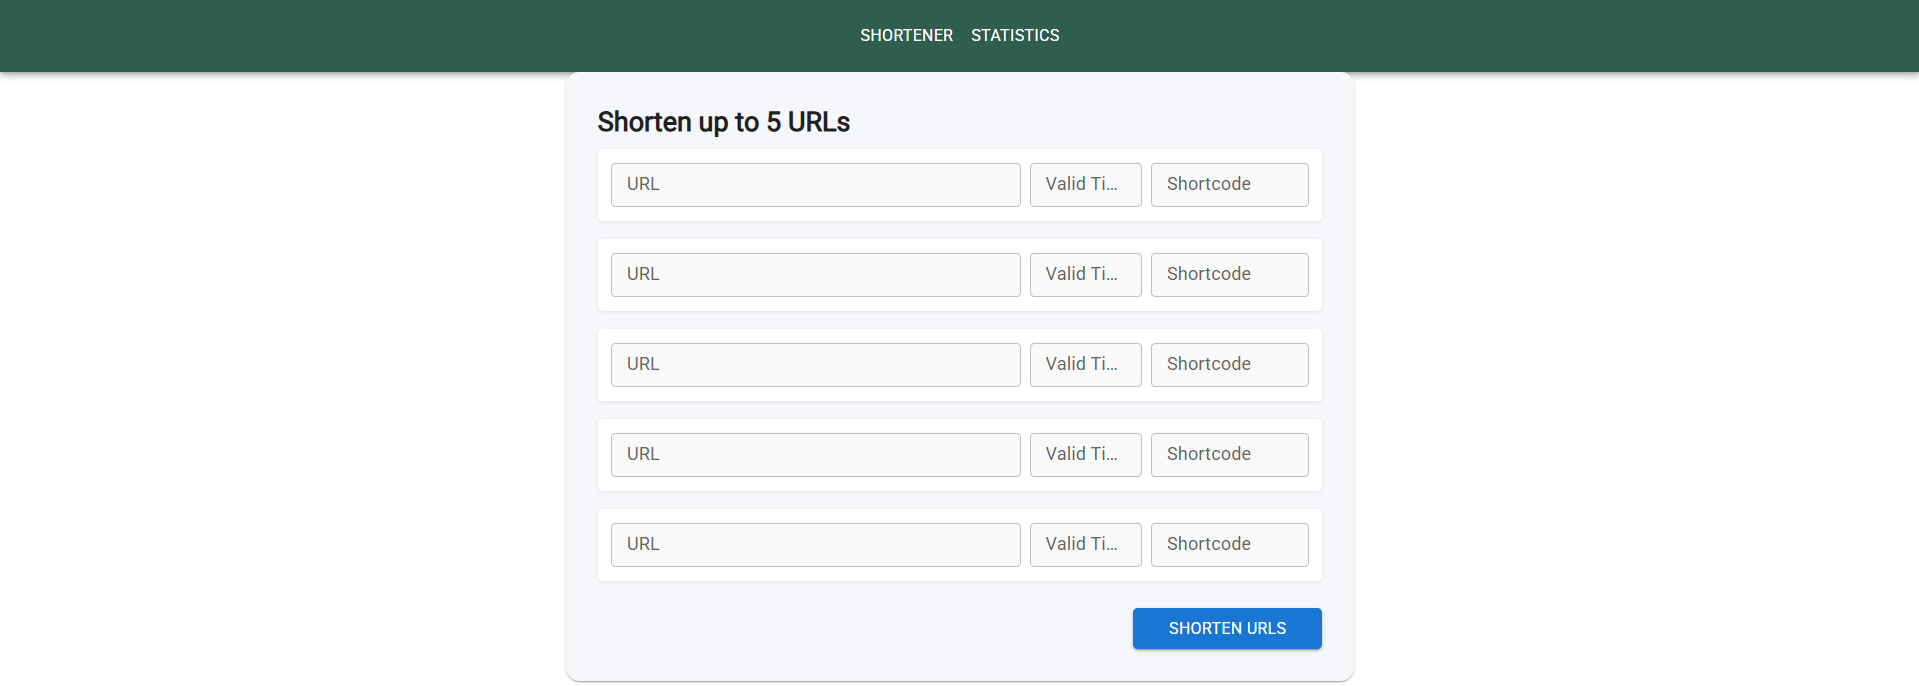 SHORTENER STATISTICS
Shorten up to 5 URLs
URL Valid Ti... Shortcode
URL Valid Ti... Shortcode
URL Valid Ti... Shortcode
URL Valid Ti... Shortcode
URL Valid Ti... Shortcode
SHORTEN URLS